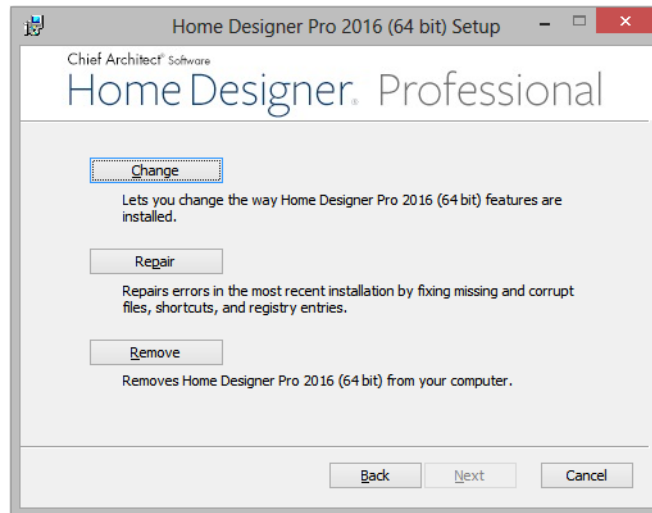 Home Designer Pro 2016 (64 bit) Setup
Chief Architect® Software
Home Designer® Professional
Change
Lets you change the way Home Designer Pro 2016 (64 bit) features are
installed.
Repair
Repairs errors in the most recent installation by fixing missing and corrupt
files, shortcuts, and registry entries.
Remove
Removes Home Designer Pro 2016 (64 bit) from your computer.
Back Next Cancel